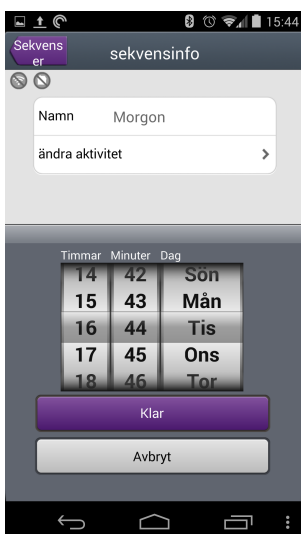 15:44
Sekvens
er
sekvensinfo
Namn Morgon
ändra aktivitet
Timmar Minuter Dag
14 42 Sön
15 43 Mån
16 44 Tis
17 45 Ons
18 46 Tor
Klar
Avbryt